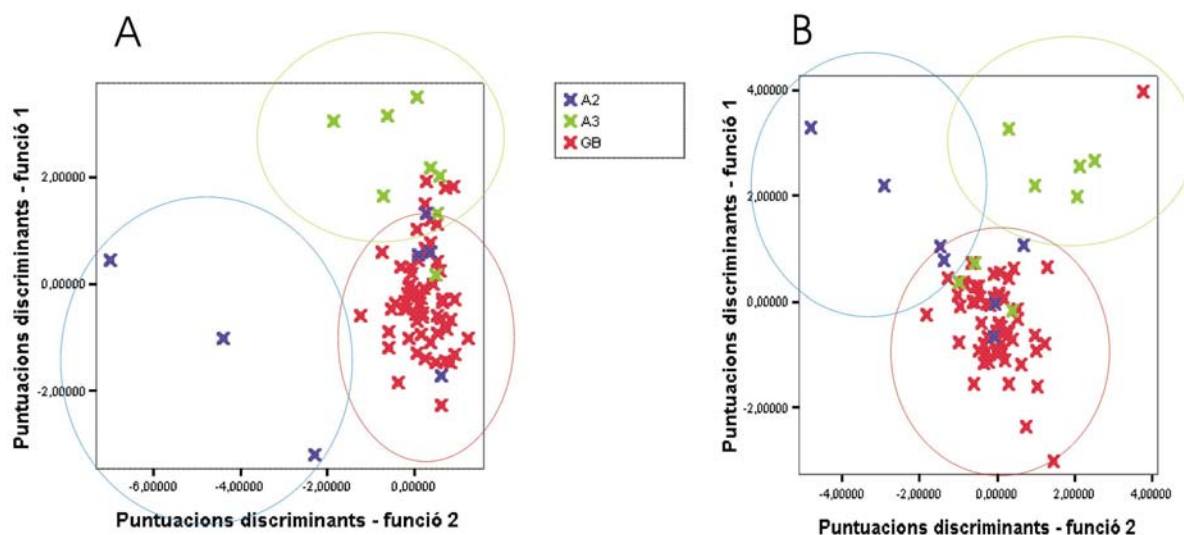 A
B
A2
A3
GB
Puntuacions discriminants - funció 1
2,00000
0,00000
-2,00000
-6,00000 -4,00000 -2,00000 0,00000
Puntuacions discriminants - funció 2
Puntuacions discriminants - funció 1
4,00000
2,00000
0,00000
-2,00000
-4,00000 -2,00000 0,00000 2,00000 4,00000
Puntuacions discriminants - funció 2